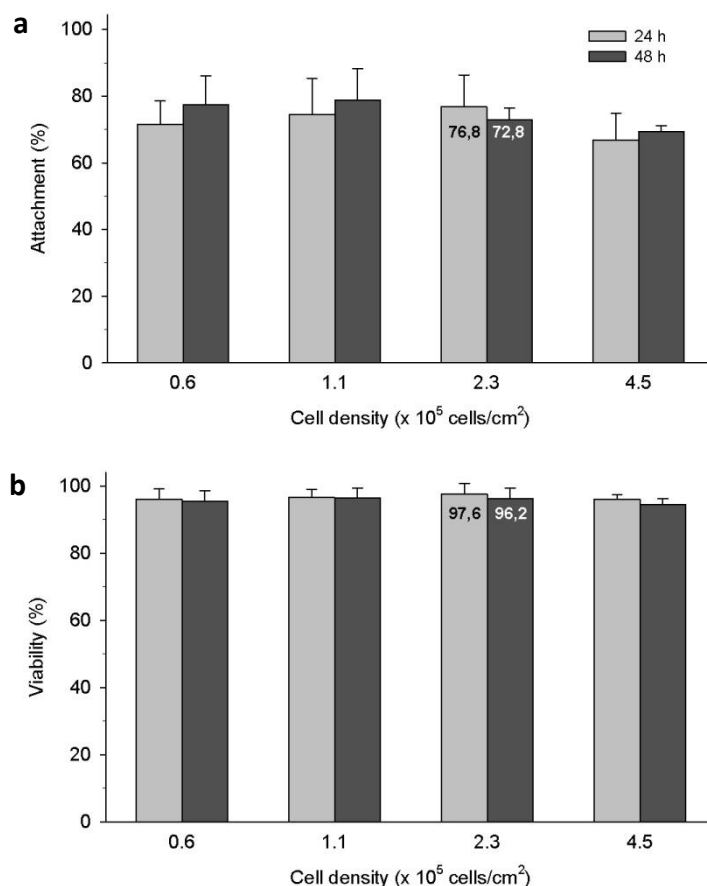 a
100
24 h
48 h
80
76,8 72,8
60
Attachment (%)
40
20
0
0.6 1.1 2.3 4.5
Cell density (x 10⁵ cells/cm²)
b
100
97,6 96,2
80
60
Viability (%)
40
20
0
0.6 1.1 2.3 4.5
Cell density (x 10⁵ cells/cm²)